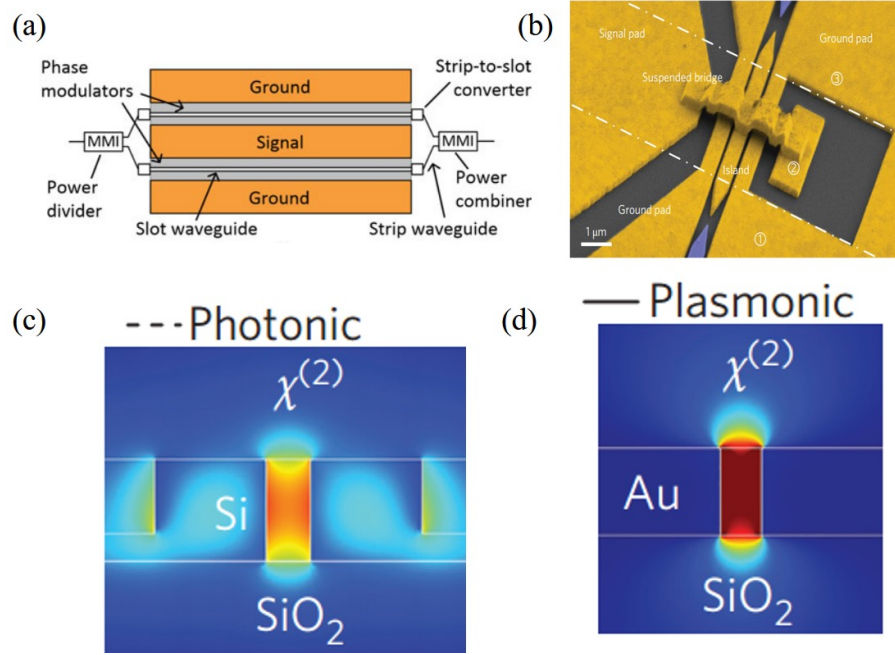 (a)
Phase
modulators
Strip-to-slot
converter
Ground
MMI
Signal
MMI
Power
divider
Ground
Power
combiner
Slot waveguide
Strip waveguide
(b)
Signal pad
Ground pad
Suspended bridge
③
②
Island
Ground pad
①
1 µm
(c)
Photonic
χ(2)
Si
SiO2
(d)
Plasmonic
χ(2)
Au
SiO2